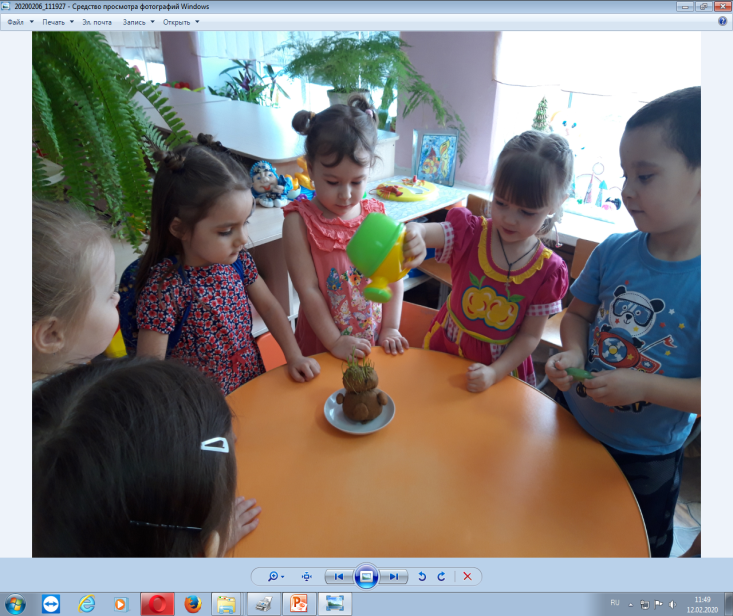 20200206_111927 - Средство просмотра фотографий Windows
Файл Печать Эл. почта Запись Открыть
RU
11:49
12.02.2020